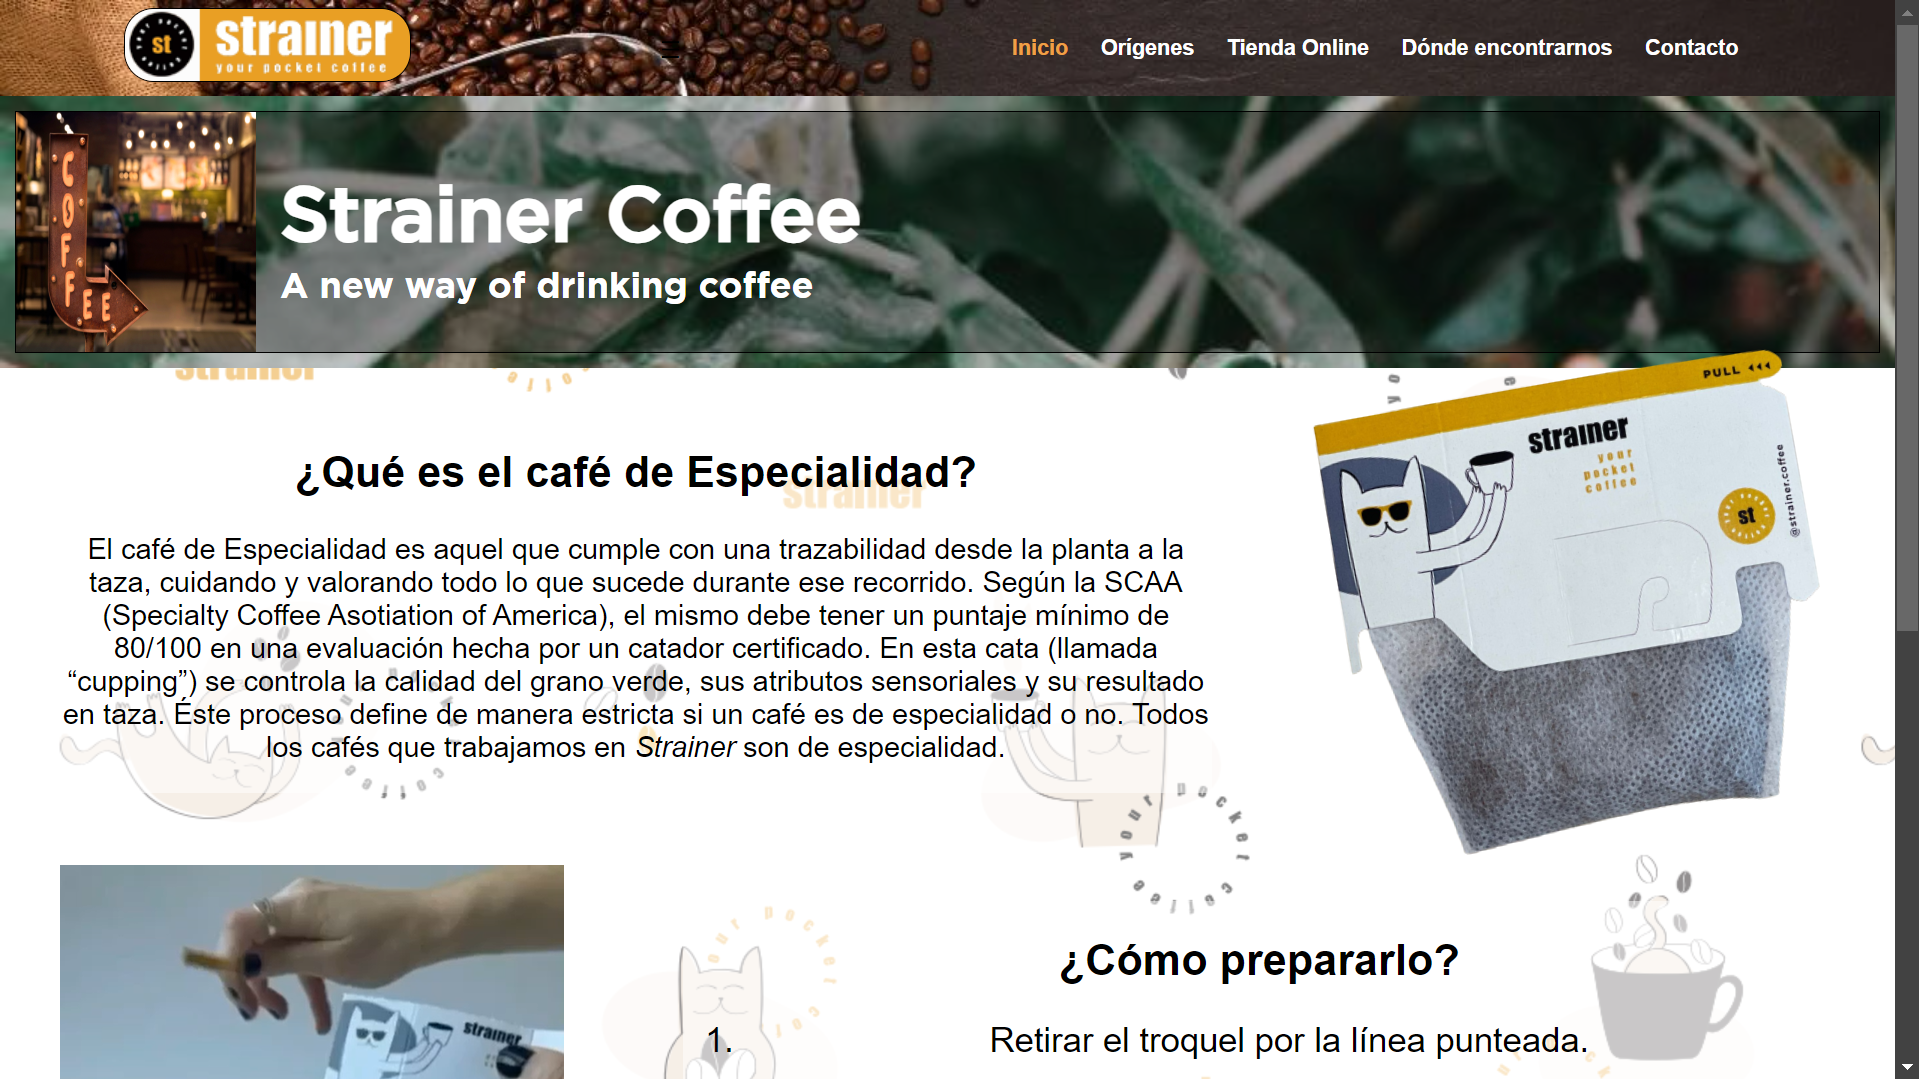 st
straıner
your pocket coffee
Inicio Orígenes Tienda Online Dónde encontrarnos Contacto
COFFEE
Strainer Coffee
A new way of drinking coffee
PULL
straıner
your
pocket
coffee
st
@strainer.coffee
¿Qué es el café de Especialidad?
El café de Especialidad es aquel que cumple con una trazabilidad desde la planta a la
taza, cuidando y valorando todo lo que sucede durante ese recorrido. Según la SCAA
(Specialty Coffee Asotiation of America), el mismo debe tener un puntaje mínimo de
80/100 en una evaluación hecha por un catador certificado. En esta cata (llamada
“cupping”) se controla la calidad del grano verde, sus atributos sensoriales y su resultado
en taza. Éste proceso define de manera estricta si un café es de especialidad o no. Todos
los cafés que trabajamos en Strainer son de especialidad.
straıner
your pocket coffee
straıner
¿Cómo prepararlo?
1. Retirar el troquel por la línea punteada.